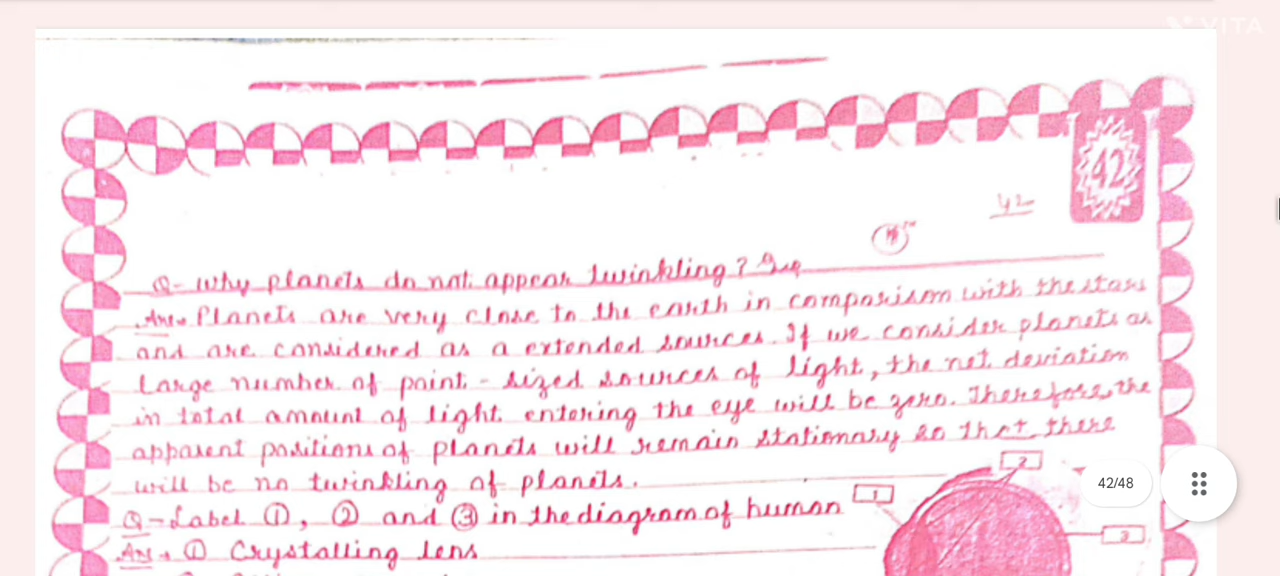 VITA
42
42
Q- Why planets do not appear twinkling?
Ans- Planets are very close to the earth in comparism with the stars
and are considered as a extended sources. If we consider planets as
large number of point-sized sources of light, the net deviation
in total amount of light entering the eye will be zero. Therefore, the
apparent positions of planets will remain stationary so that there
will be no twinkling of planets.
2
42/48
1
Q- Label ①, ② and ③ in the diagram of human
3
Ans ① Crystalling lens